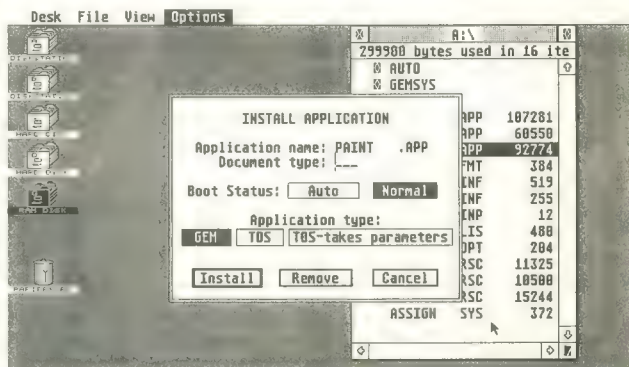 Desk File View Options
A:\
299900 bytes used in 16 ite
AUTO
GEMSYS
APP 107281
APP 60550
APP 92774
FMT 384
INF 519
INF 255
INP 12
LIS 480
OPT 204
RSC 11325
RSC 10500
RSC 15244
ASSIGN SYS 372
INSTALL APPLICATION
Application name: PAINT .APP
Document type: ___
Boot Status: Auto Normal
Application type:
GEM TOS TOS-takes parameters
Install Remove Cancel
RAM DISK